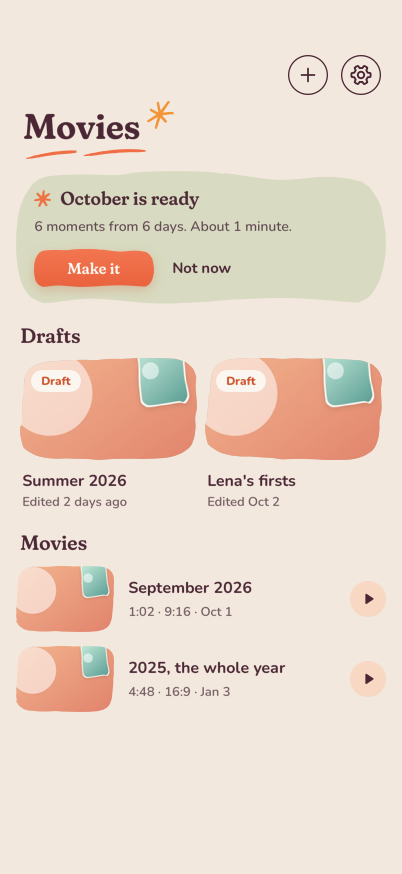 Movies
October is ready
6 moments from 6 days. About 1 minute.
Make it
Not now
Drafts
Draft
Draft
Summer 2026
Lena's firsts
Edited 2 days ago
Edited Oct 2
Movies
September 2026
1:02 · 9:16 · Oct 1
2025, the whole year
4:48 · 16:9 · Jan 3